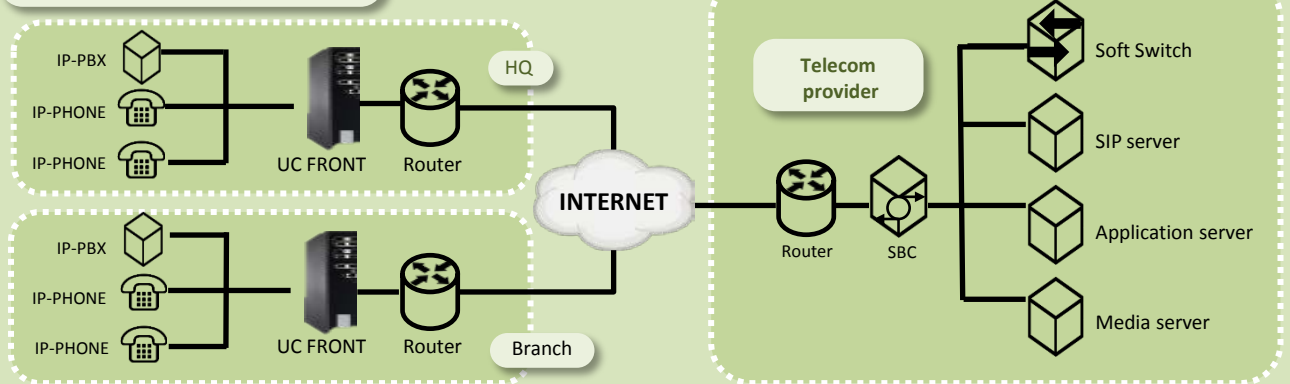 IP-PBX
IP-PHONE
IP-PHONE
UC FRONT
Router
HQ
IP-PBX
IP-PHONE
IP-PHONE
UC FRONT
Router
Branch
INTERNET
Telecom
provider
Router
SBC
Soft Switch
SIP server
Application server
Media server